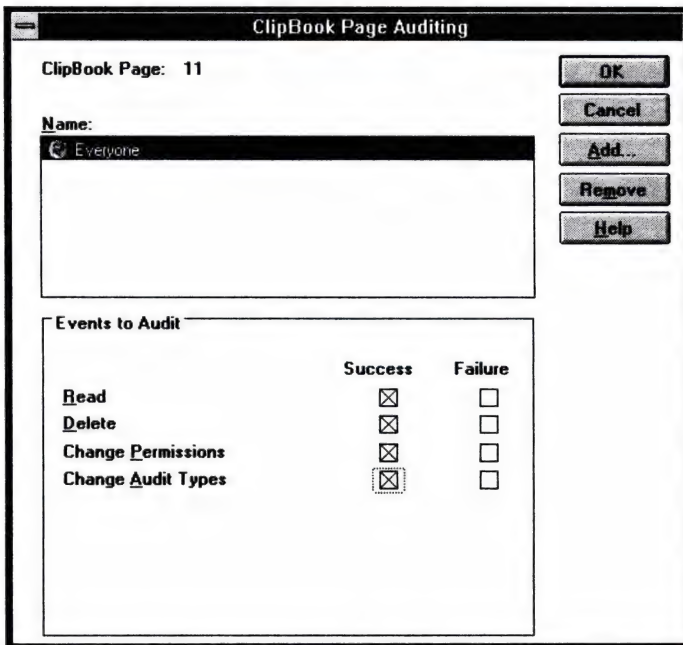 ClipBook Page Auditing
ClipBook Page: 11
OK
Cancel
Name:
Add...
Everyone
Remove
Help
Events to Audit
Success Failure
Read
Delete
Change Permissions
Change Audit Types